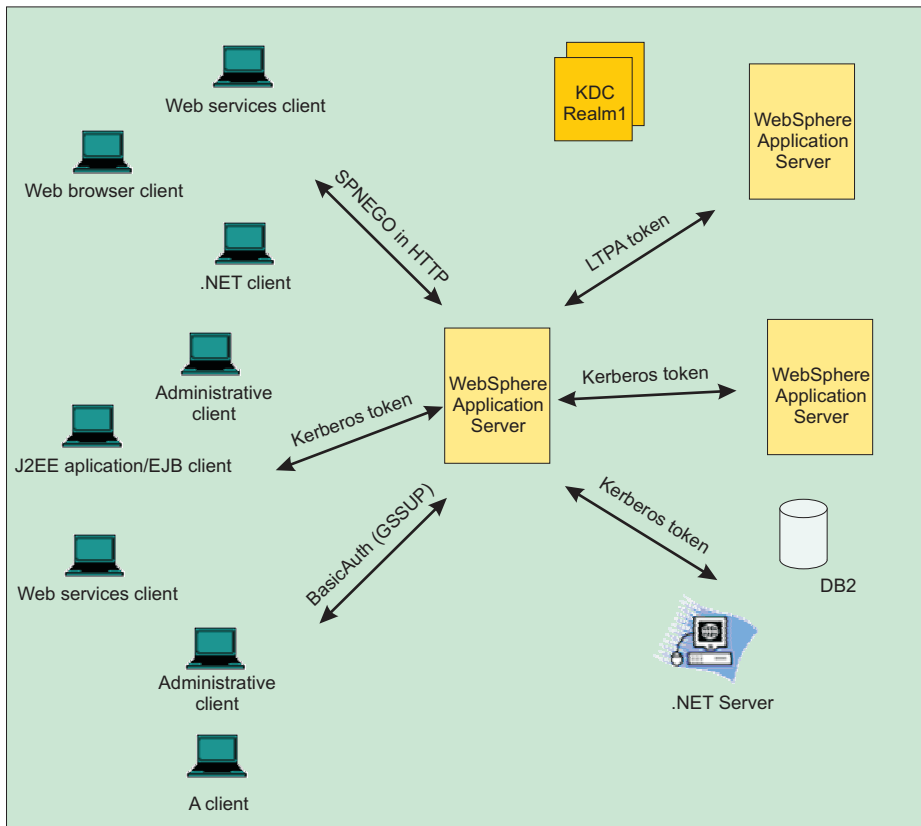 Web services client
KDC
Realm1
WebSphere
Application
Server
Web browser client
SPNEGO in HTTP
LTPA token
.NET client
Administrative
client
WebSphere
Application
Server
Kerberos token
WebSphere
Application
Server
Kerberos token
J2EE aplication/EJB client
BasicAuth (GSSUP)
Kerberos token
Web services client
DB2
Administrative
client
.NET Server
A client